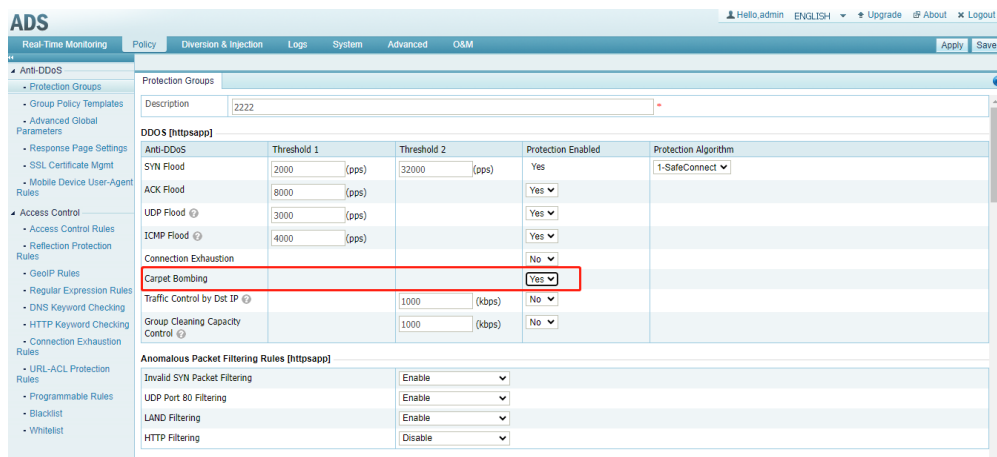 ADS
Hello,admin ENGLISH Upgrade About Logout
Real-Time Monitoring Policy Diversion & Injection Logs System Advanced O&M Apply Save
Anti-DDoS
Protection Groups
Group Policy Templates
Advanced Global
Parameters
Response Page Settings
SSL Certificate Mgmt
Mobile Device User-Agent
Rules
Access Control
Access Control Rules
Reflection Protection
Rules
GeoIP Rules
Regular Expression Rules
DNS Keyword Checking
HTTP Keyword Checking
Connection Exhaustion
Rules
URL-ACL Protection
Rules
Programmable Rules
Blacklist
Whitelist
Protection Groups
Description 2222 *
DDOS [httpsapp]
Anti-DDoS Threshold 1 Threshold 2 Protection Enabled Protection Algorithm
SYN Flood 2000 (pps) 32000 (pps) Yes 1-SafeConnect
ACK Flood 8000 (pps) Yes
UDP Flood 3000 (pps) Yes
ICMP Flood 4000 (pps) Yes
Connection Exhaustion No
Carpet Bombing Yes
Traffic Control by Dst IP 1000 (kbps) No
Group Cleaning Capacity
Control 1000 (kbps) No
Anomalous Packet Filtering Rules [httpsapp]
Invalid SYN Packet Filtering Enable
UDP Port 80 Filtering Enable
LAND Filtering Enable
HTTP Filtering Disable